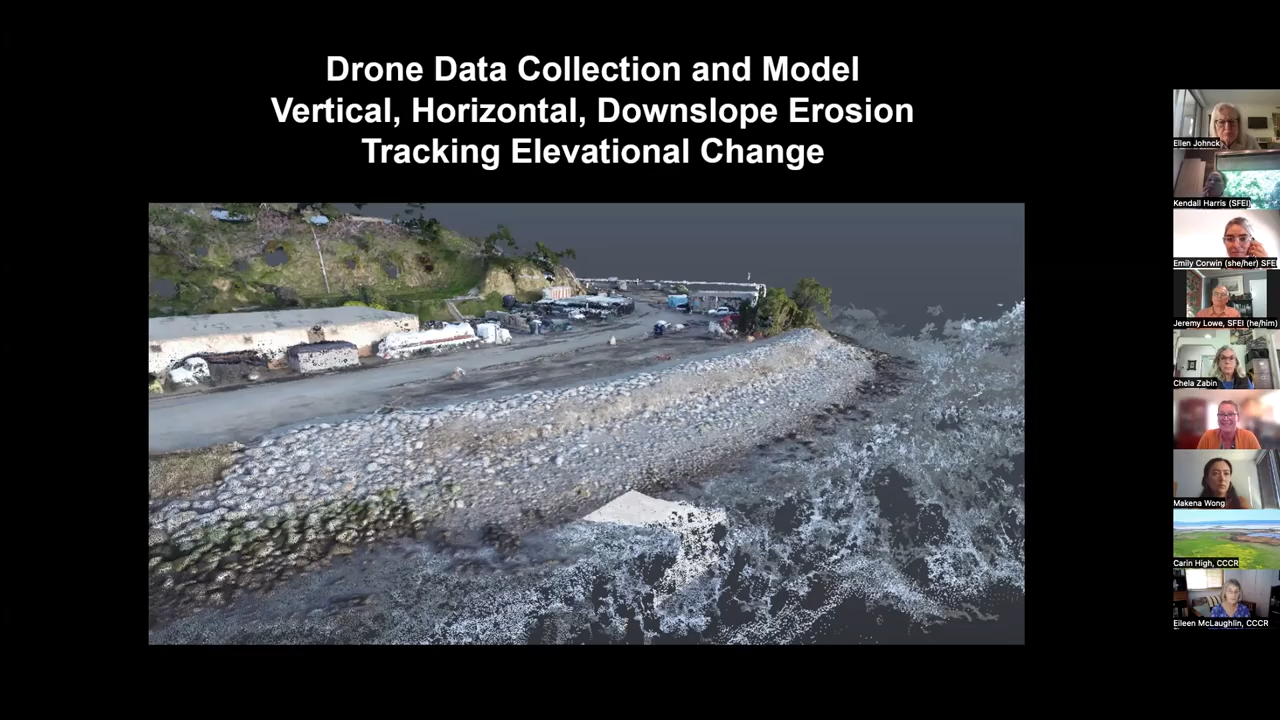 Drone Data Collection and Model
Vertical, Horizontal, Downslope Erosion
Tracking Elevational Change
Ellen Johnck
Kendall Harris (SFEI)
Emily Corwin (she/her) SFE
Jeremy Lowe, SFEI (he/him)
Chela Zabin
Makena Wong
Carin High, CCCR
Eileen McLaughlin, CCCR